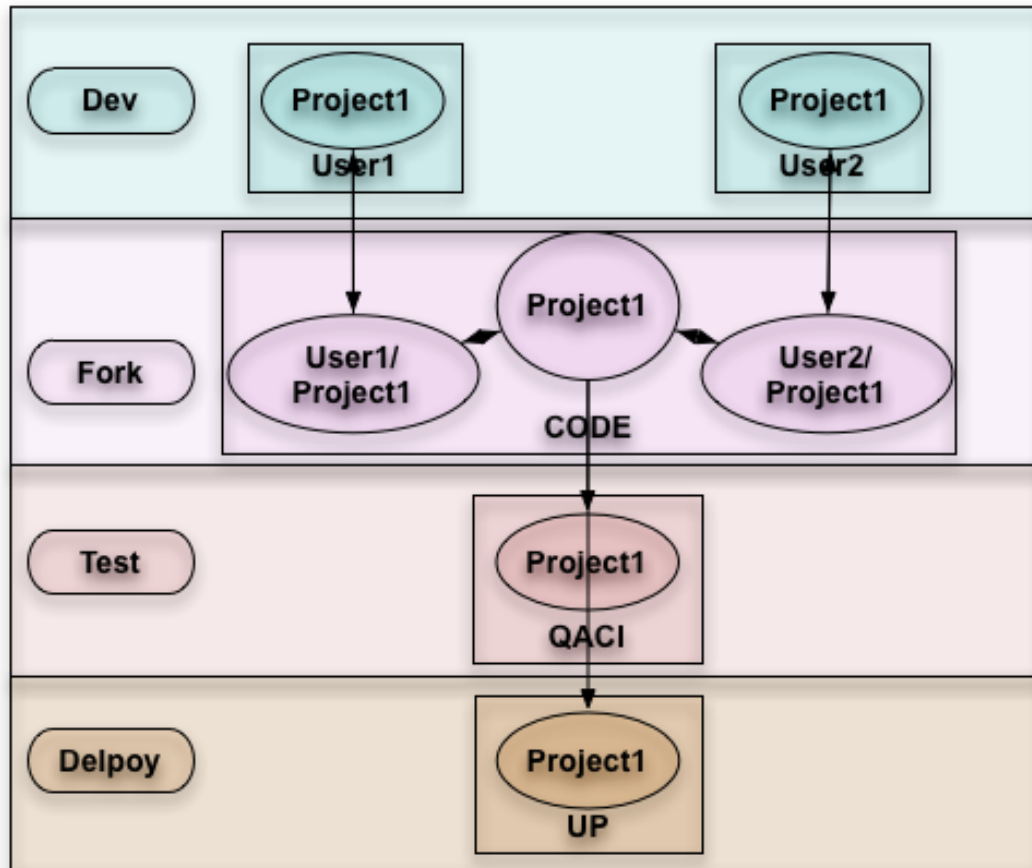 Dev
Project1
User1
Project1
User2
Fork
User1/
Project1
Project1
User2/
Project1
CODE
Test
Project1
QACI
Delpoy
Project1
UP